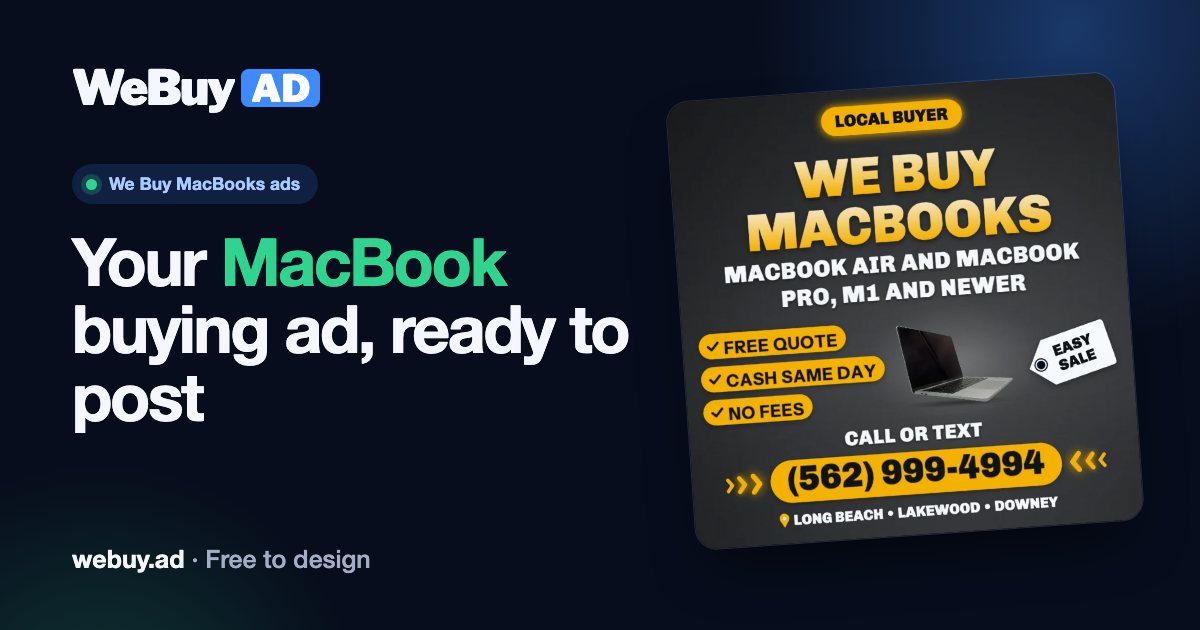 WeBuy AD
We Buy MacBooks ads
Your MacBook
buying ad, ready to
post
webuy.ad · Free to design
LOCAL BUYER
WE BUY
MACBOOKS
MACBOOK AIR AND MACBOOK
PRO, M1 AND NEWER
✓ FREE QUOTE
✓ CASH SAME DAY
✓ NO FEES
EASY
SALE
CALL OR TEXT
(562) 999-4994
LONG BEACH • LAKEWOOD • DOWNEY